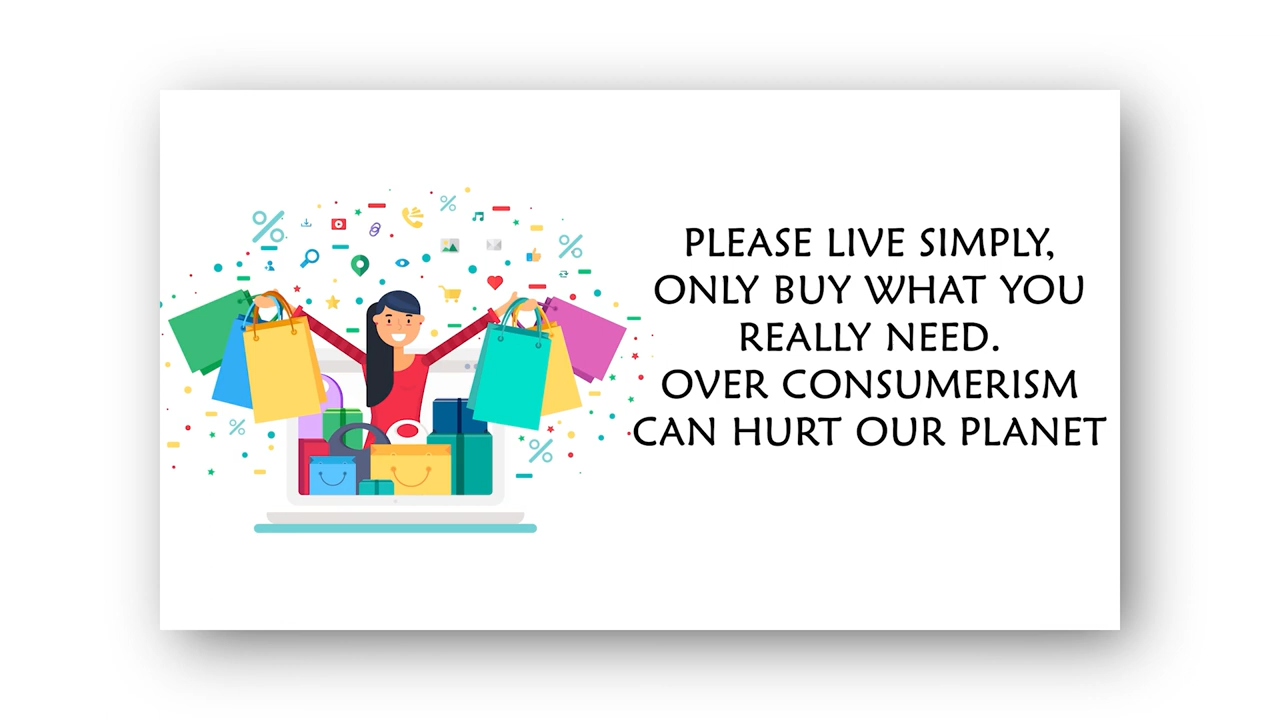 PLEASE LIVE SIMPLY,
ONLY BUY WHAT YOU
REALLY NEED.
OVER CONSUMERISM
CAN HURT OUR PLANET